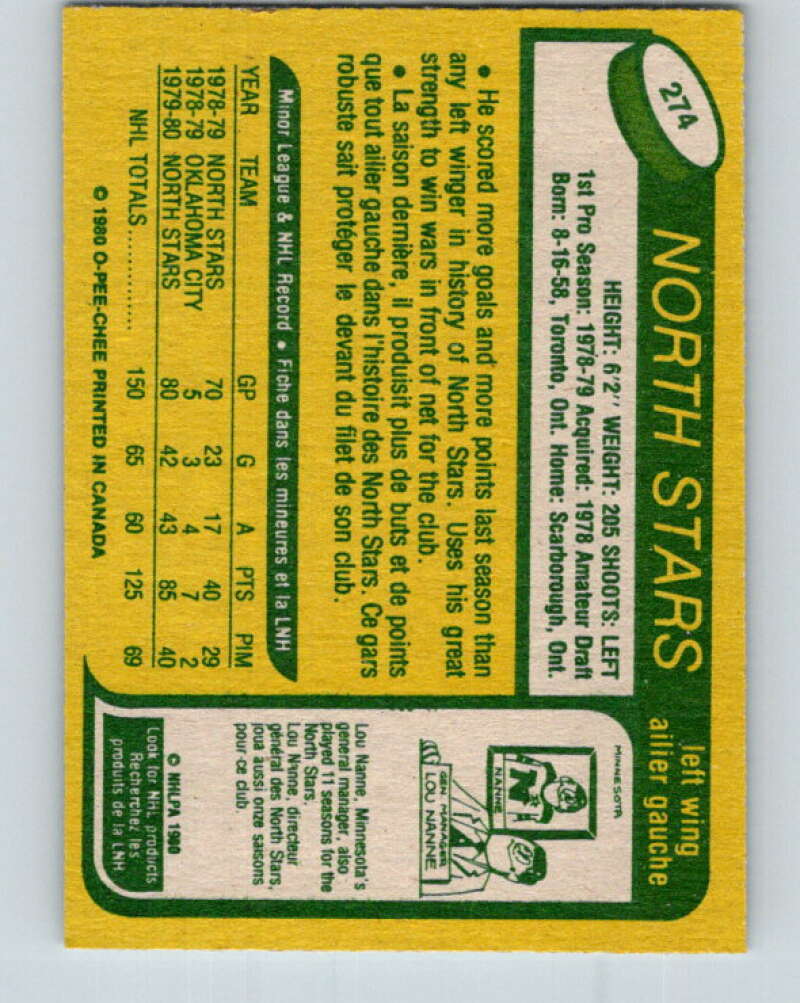 274
NORTH STARS
left wing
ailier gauche
HEIGHT: 6'2" WEIGHT: 205 SHOOTS: LEFT
1st Pro Season: 1978-79 Acquired: 1978 Amateur Draft
Born: 8-16-58, Toronto, Ont. Home: Scarborough, Ont.
• He scored more goals and more points last season than
any left winger in history of North Stars. Uses his great
strength to win wars in front of net for the club.
• La saison dernière, il produisit plus de buts et de points
que tout ailier gauche dans l'histoire des North Stars. Ce gars
robuste sait protéger le devant du filet de son club.
Minor League & NHL Record • Fiche dans les mineures et la LNH
YEAR TEAM GP G A PTS PIM
1978-79 NORTH STARS 70 23 17 40 29
1978-79 OKLAHOMA CITY 5 3 4 7 2
1979-80 NORTH STARS 80 42 43 85 40
NHL TOTALS.............. 150 65 60 125 69
© 1980 O-PEE-CHEE PRINTED IN CANADA
MINNESOTA
N
NANNE
GEN MANAGER
LOU NANNE
Lou Nanne, Minnesota's
general manager, also
played 11 seasons for the
North Stars.
Lou Nanne, directeur
général des North Stars,
joua aussi onze saisons
pour ce club.
© NHLPA 1980
Look for NHL products
Recherchez les
produits de la LNH